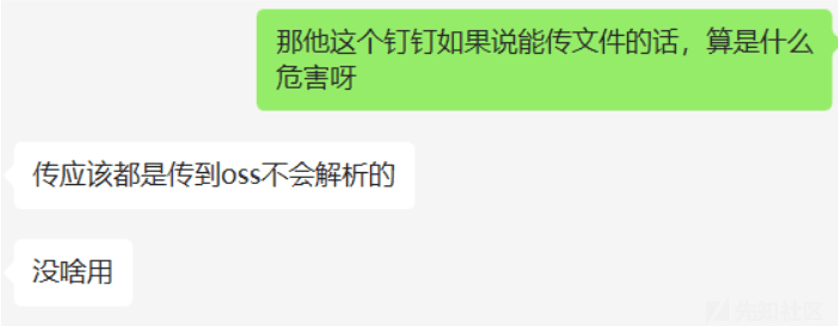 那他这个钉钉如果说能传文件的话，算是什么
危害呀
传应该都是传到oss不会解析的
没啥用
先知社区